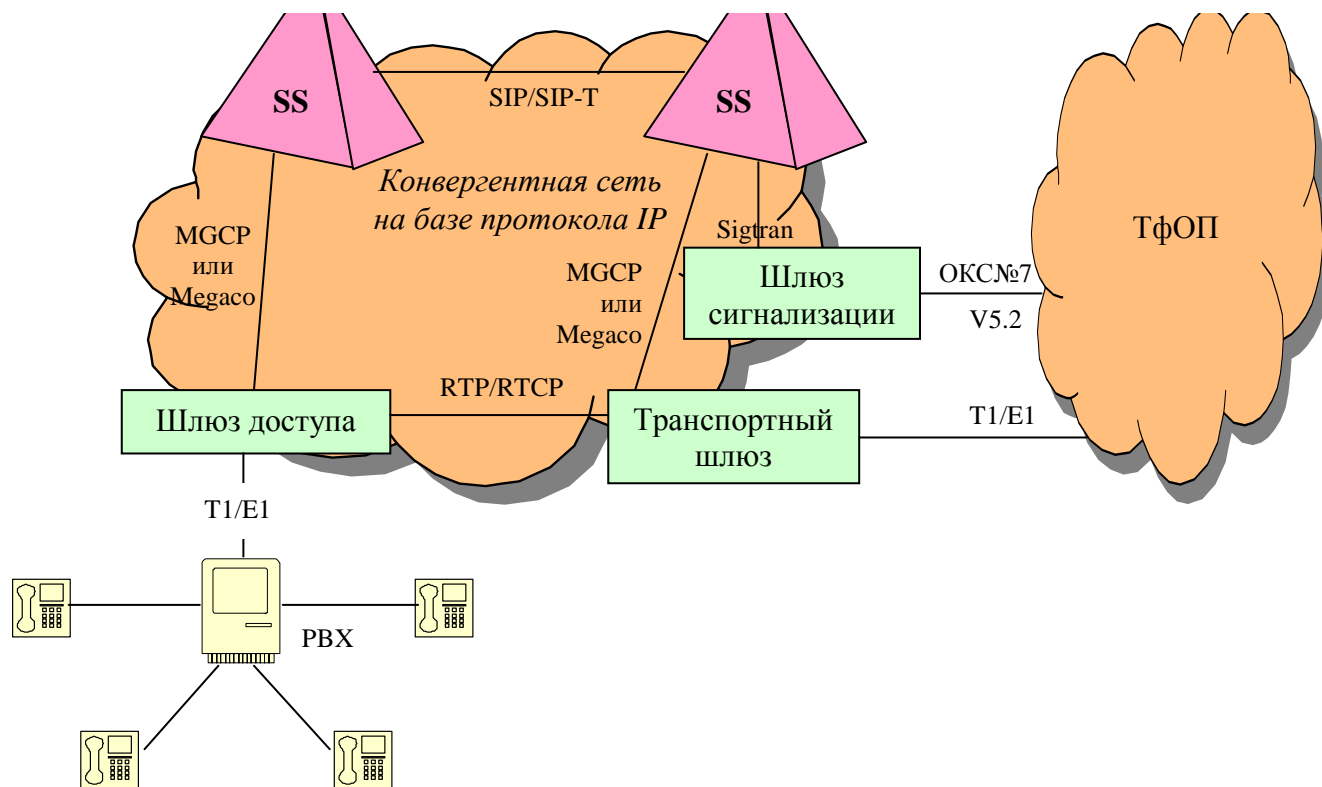 SS
SS
SIP/SIP-T
Конвергентная сеть
на базе протокола IP
MGCP
или
Megaco
Sigtran
ТфОП
MGCP
или
Megaco
Шлюз
сигнализации
ОКС№7
V5.2
RTP/RTCP
Шлюз доступа
Транспортный
шлюз
T1/E1
T1/E1
PBX